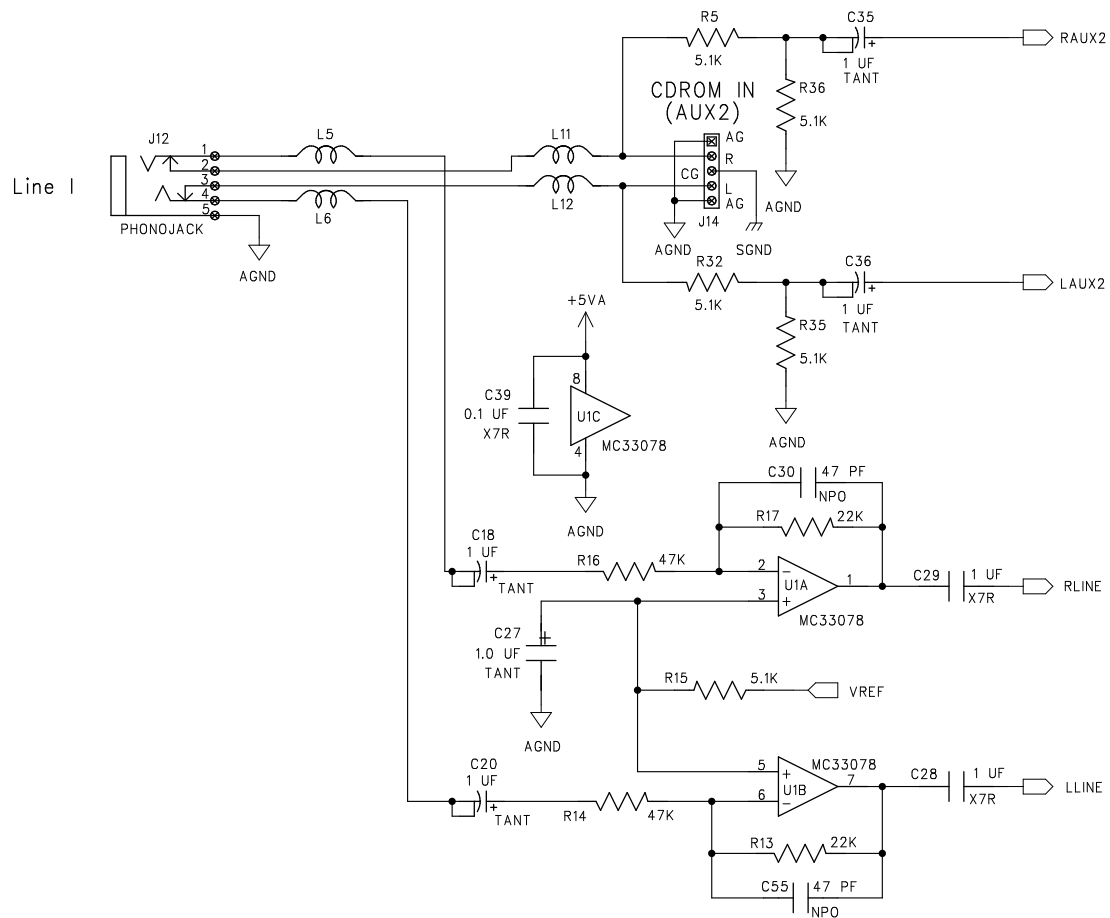 R5
5.1K
C35
+
1 UF
TANT
RAUX2
R36
5.1K
AGND
CDROM IN
(AUX2)
AG
R
CG
L
AG
J14
AGND
SGND
Line I
J12
1
2
3
4
5
PHONOJACK
AGND
L5
L6
L11
L12
R32
5.1K
C36
+
1 UF
TANT
LAUX2
R35
5.1K
AGND
+5VA
C39
0.1 UF
X7R
8
U1C
4
MC33078
AGND
C30
47 PF
NPO
R17
22K
C18
1 UF
+
TANT
R16
47K
2
−
U1A
3
+
1
MC33078
C29
1 UF
X7R
RLINE
C27
+
1.0 UF
TANT
AGND
R15
5.1K
VREF
C20
1 UF
+
TANT
R14
47K
5
+
U1B
6
−
MC33078
7
C28
1 UF
X7R
LLINE
R13
22K
C55
47 PF
NPO